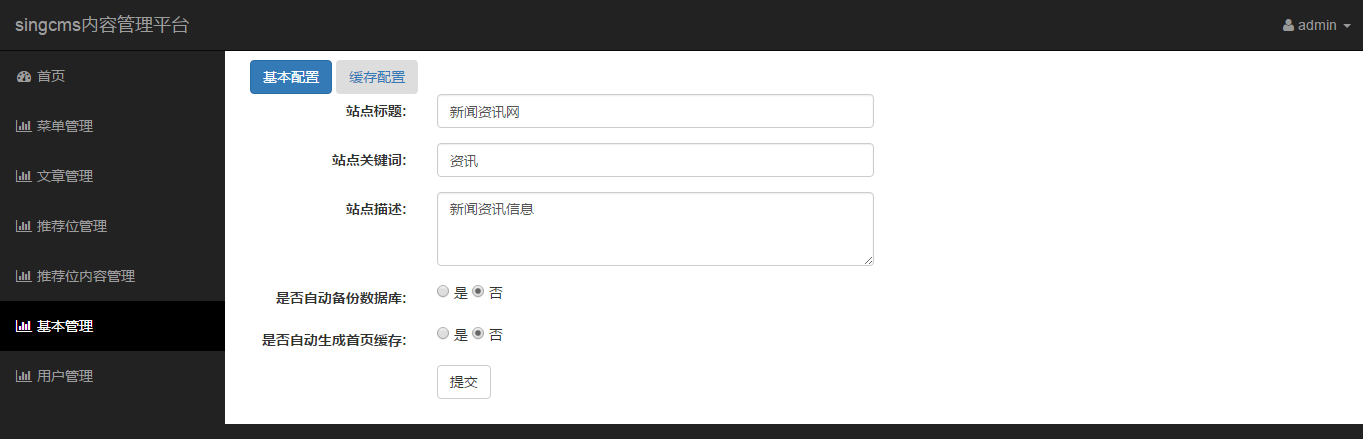 singcms内容管理平台
admin
首页
菜单管理
文章管理
推荐位管理
推荐位内容管理
基本管理
用户管理
基本配置 缓存配置
站点标题: 新闻资讯网
站点关键词: 资讯
站点描述: 新闻资讯信息
是否自动备份数据库: 是 否
是否自动生成首页缓存: 是 否
提交